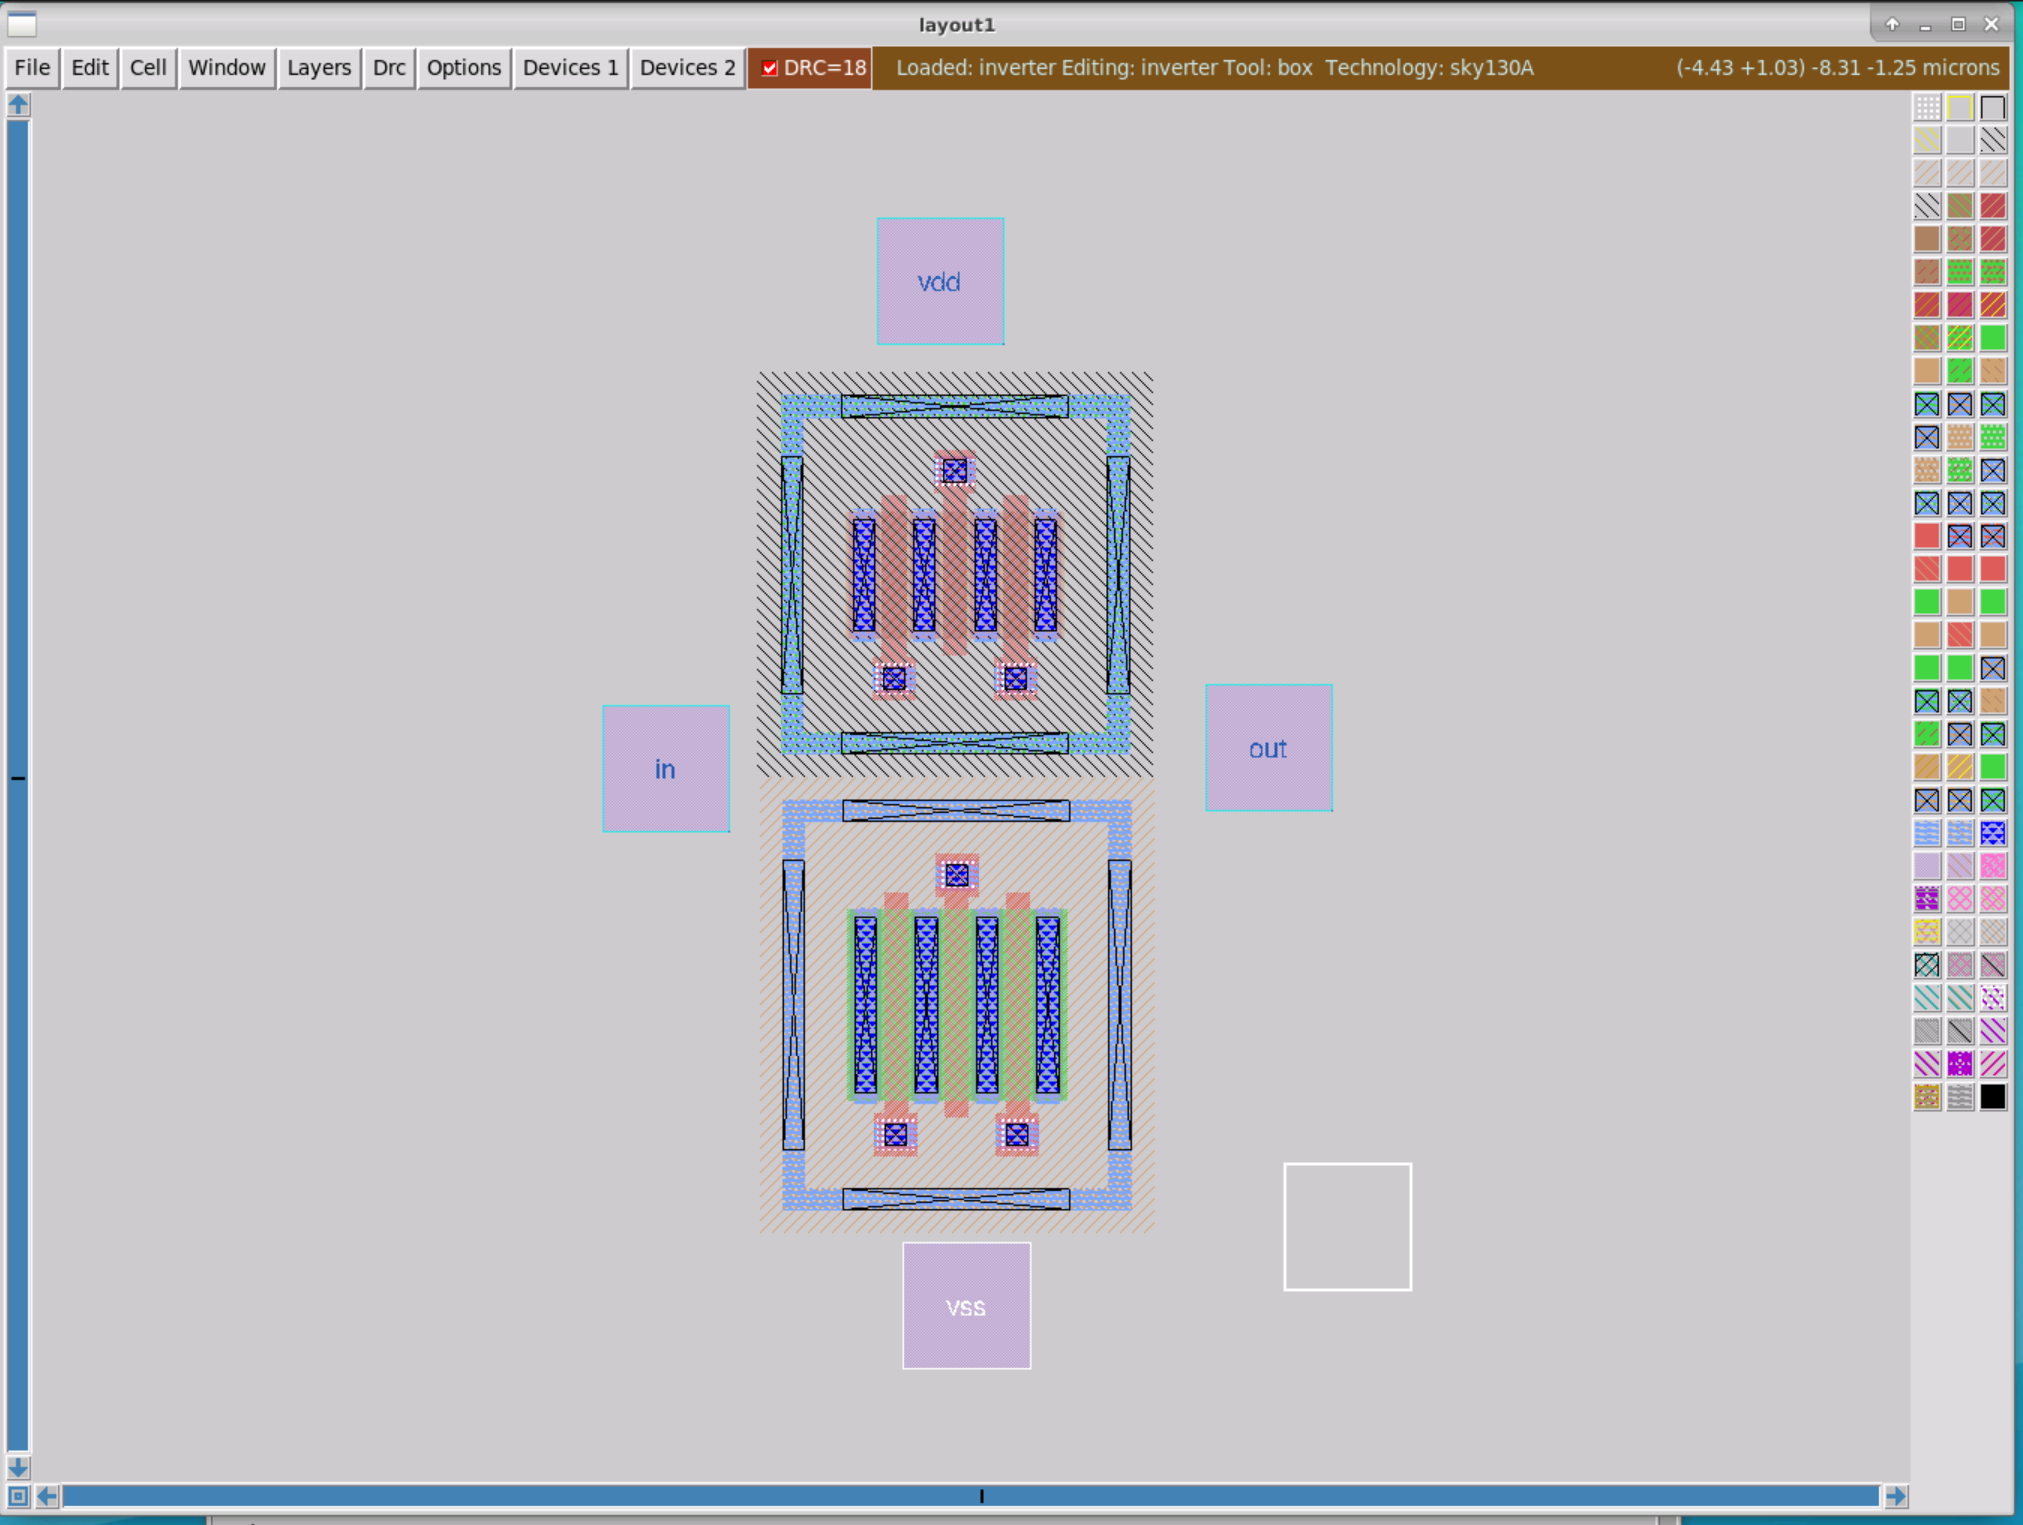 layout1
File Edit Cell Window Layers Drc Options Devices 1 Devices 2 DRC=18 Loaded: inverter Editing: inverter Tool: box Technology: sky130A (-4.43 +1.03) -8.31 -1.25 microns
vdd
in
out
vss